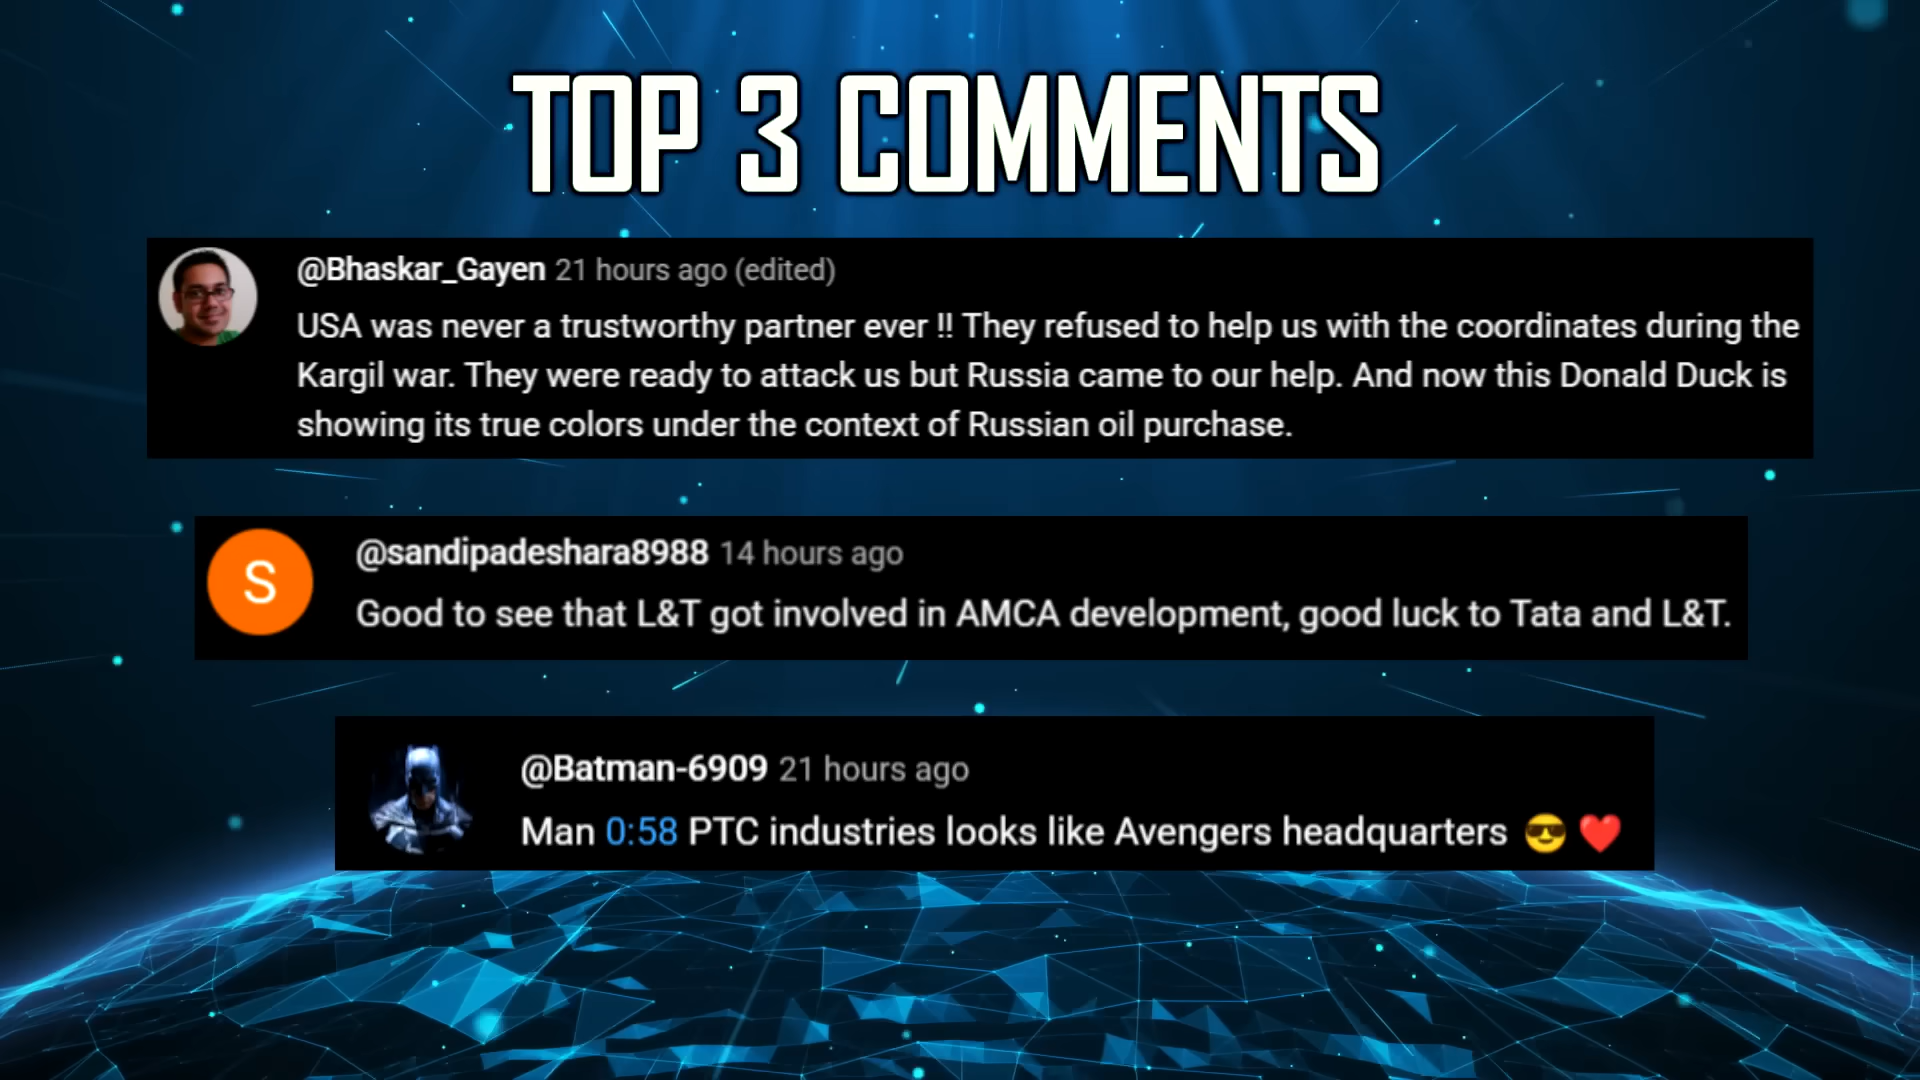 TOP 3 COMMENTS
@Bhaskar_Gayen 21 hours ago (edited)
USA was never a trustworthy partner ever !! They refused to help us with the coordinates during the
Kargil war. They were ready to attack us but Russia came to our help. And now this Donald Duck is
showing its true colors under the context of Russian oil purchase.
S
@sandipadeshara8988 14 hours ago
Good to see that L&T got involved in AMCA development, good luck to Tata and L&T.
@Batman-6909 21 hours ago
Man 0:58 PTC industries looks like Avengers headquarters 😎 ❤️